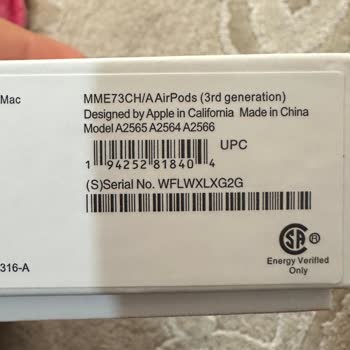 Mac
MME73CH/A AirPods (3rd generation)
Designed by Apple in California Made in China
Model A2565 A2564 A2566
UPC
1 94252 81840 4
(S)Serial No. WFLWXLXG2G
SA ®
Energy Verified
Only
316-A